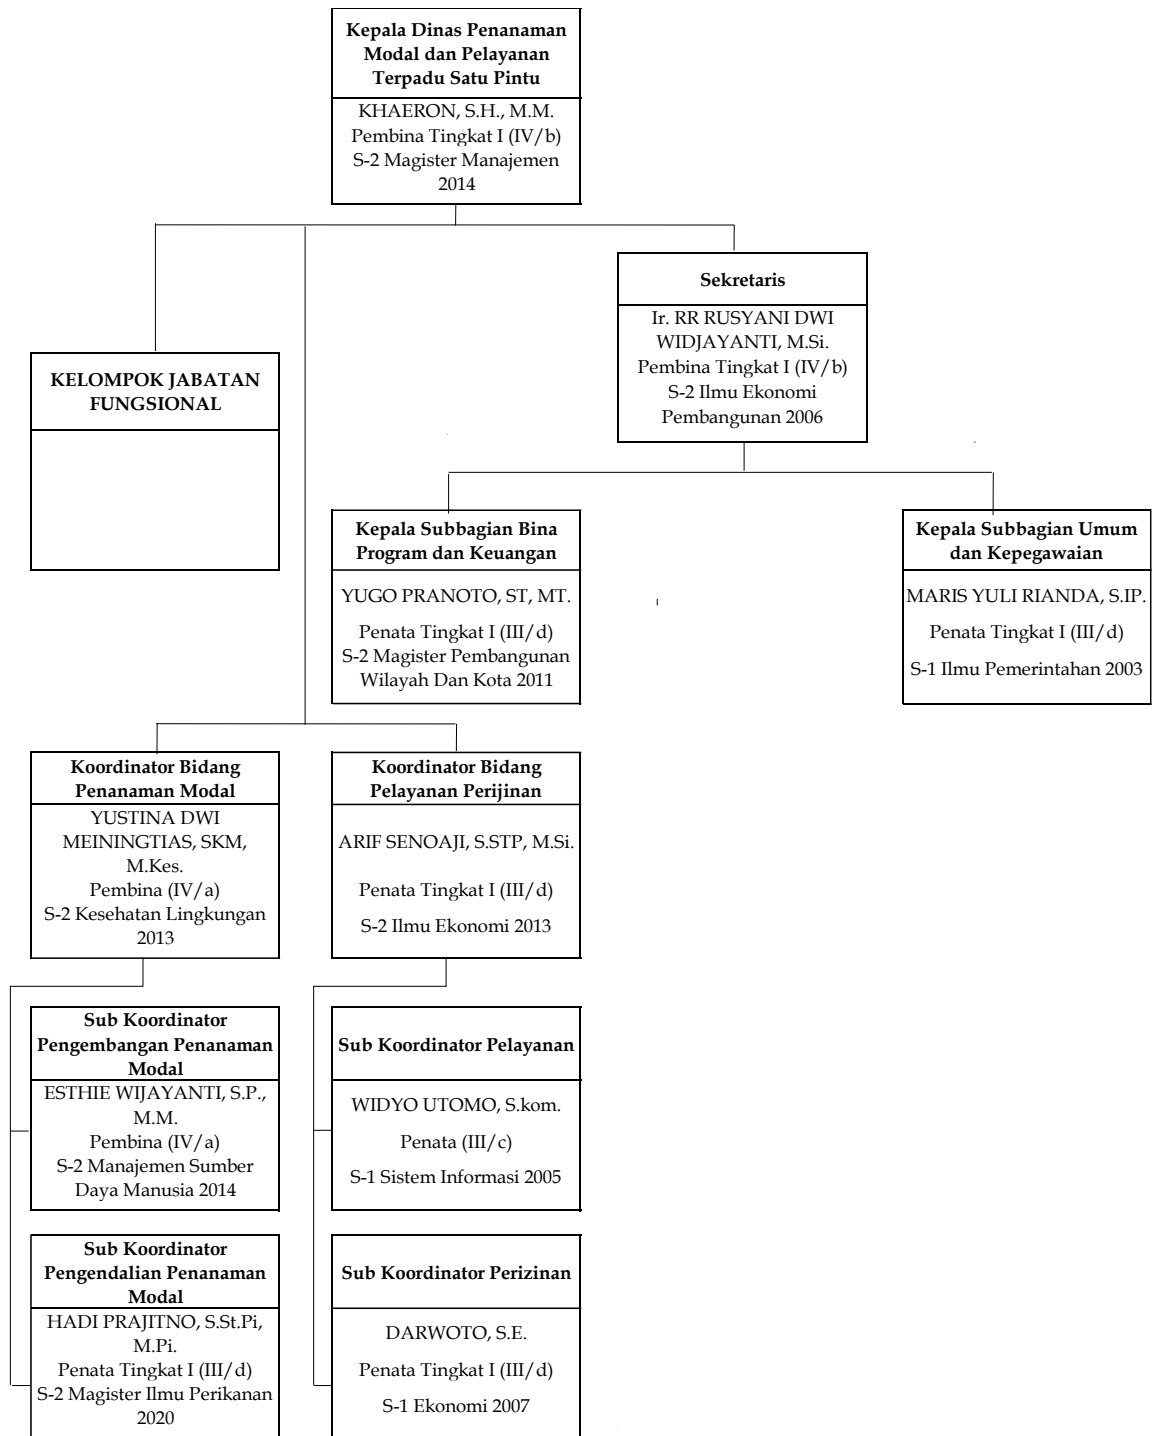 Kepala Dinas Penanaman
Modal dan Pelayanan
Terpadu Satu Pintu
KHAERON, S.H., M.M.
Pembina Tingkat I (IV/b)
S-2 Magister Manajemen
2014
Sekretaris
Ir. RR RUSYANI DWI
WIDJAYANTI, M.Si.
Pembina Tingkat I (IV/b)
S-2 Ilmu Ekonomi
Pembangunan 2006
KELOMPOK JABATAN
FUNGSIONAL
Kepala Subbagian Bina
Program dan Keuangan
YUGO PRANOTO, ST, MT.
Penata Tingkat I (III/d)
S-2 Magister Pembangunan
Wilayah Dan Kota 2011
Kepala Subbagian Umum
dan Kepegawaian
MARIS YULI RIANDA, S.IP.
Penata Tingkat I (III/d)
S-1 Ilmu Pemerintahan 2003
Koordinator Bidang
Penanaman Modal
YUSTINA DWI
MEININGTIAS, SKM,
M.Kes.
Pembina (IV/a)
S-2 Kesehatan Lingkungan
2013
Koordinator Bidang
Pelayanan Perijinan
ARIF SENOAJI, S.STP, M.Si.
Penata Tingkat I (III/d)
S-2 Ilmu Ekonomi 2013
Sub Koordinator
Pengembangan Penanaman
Modal
ESTHIE WIJAYANTI, S.P.,
M.M.
Pembina (IV/a)
S-2 Manajemen Sumber
Daya Manusia 2014
Sub Koordinator Pelayanan
WIDYO UTOMO, S.kom.
Penata (III/c)
S-1 Sistem Informasi 2005
Sub Koordinator
Pengendalian Penanaman
Modal
HADI PRAJITNO, S.St.Pi,
M.Pi.
Penata Tingkat I (III/d)
S-2 Magister Ilmu Perikanan
2020
Sub Koordinator Perizinan
DARWOTO, S.E.
Penata Tingkat I (III/d)
S-1 Ekonomi 2007